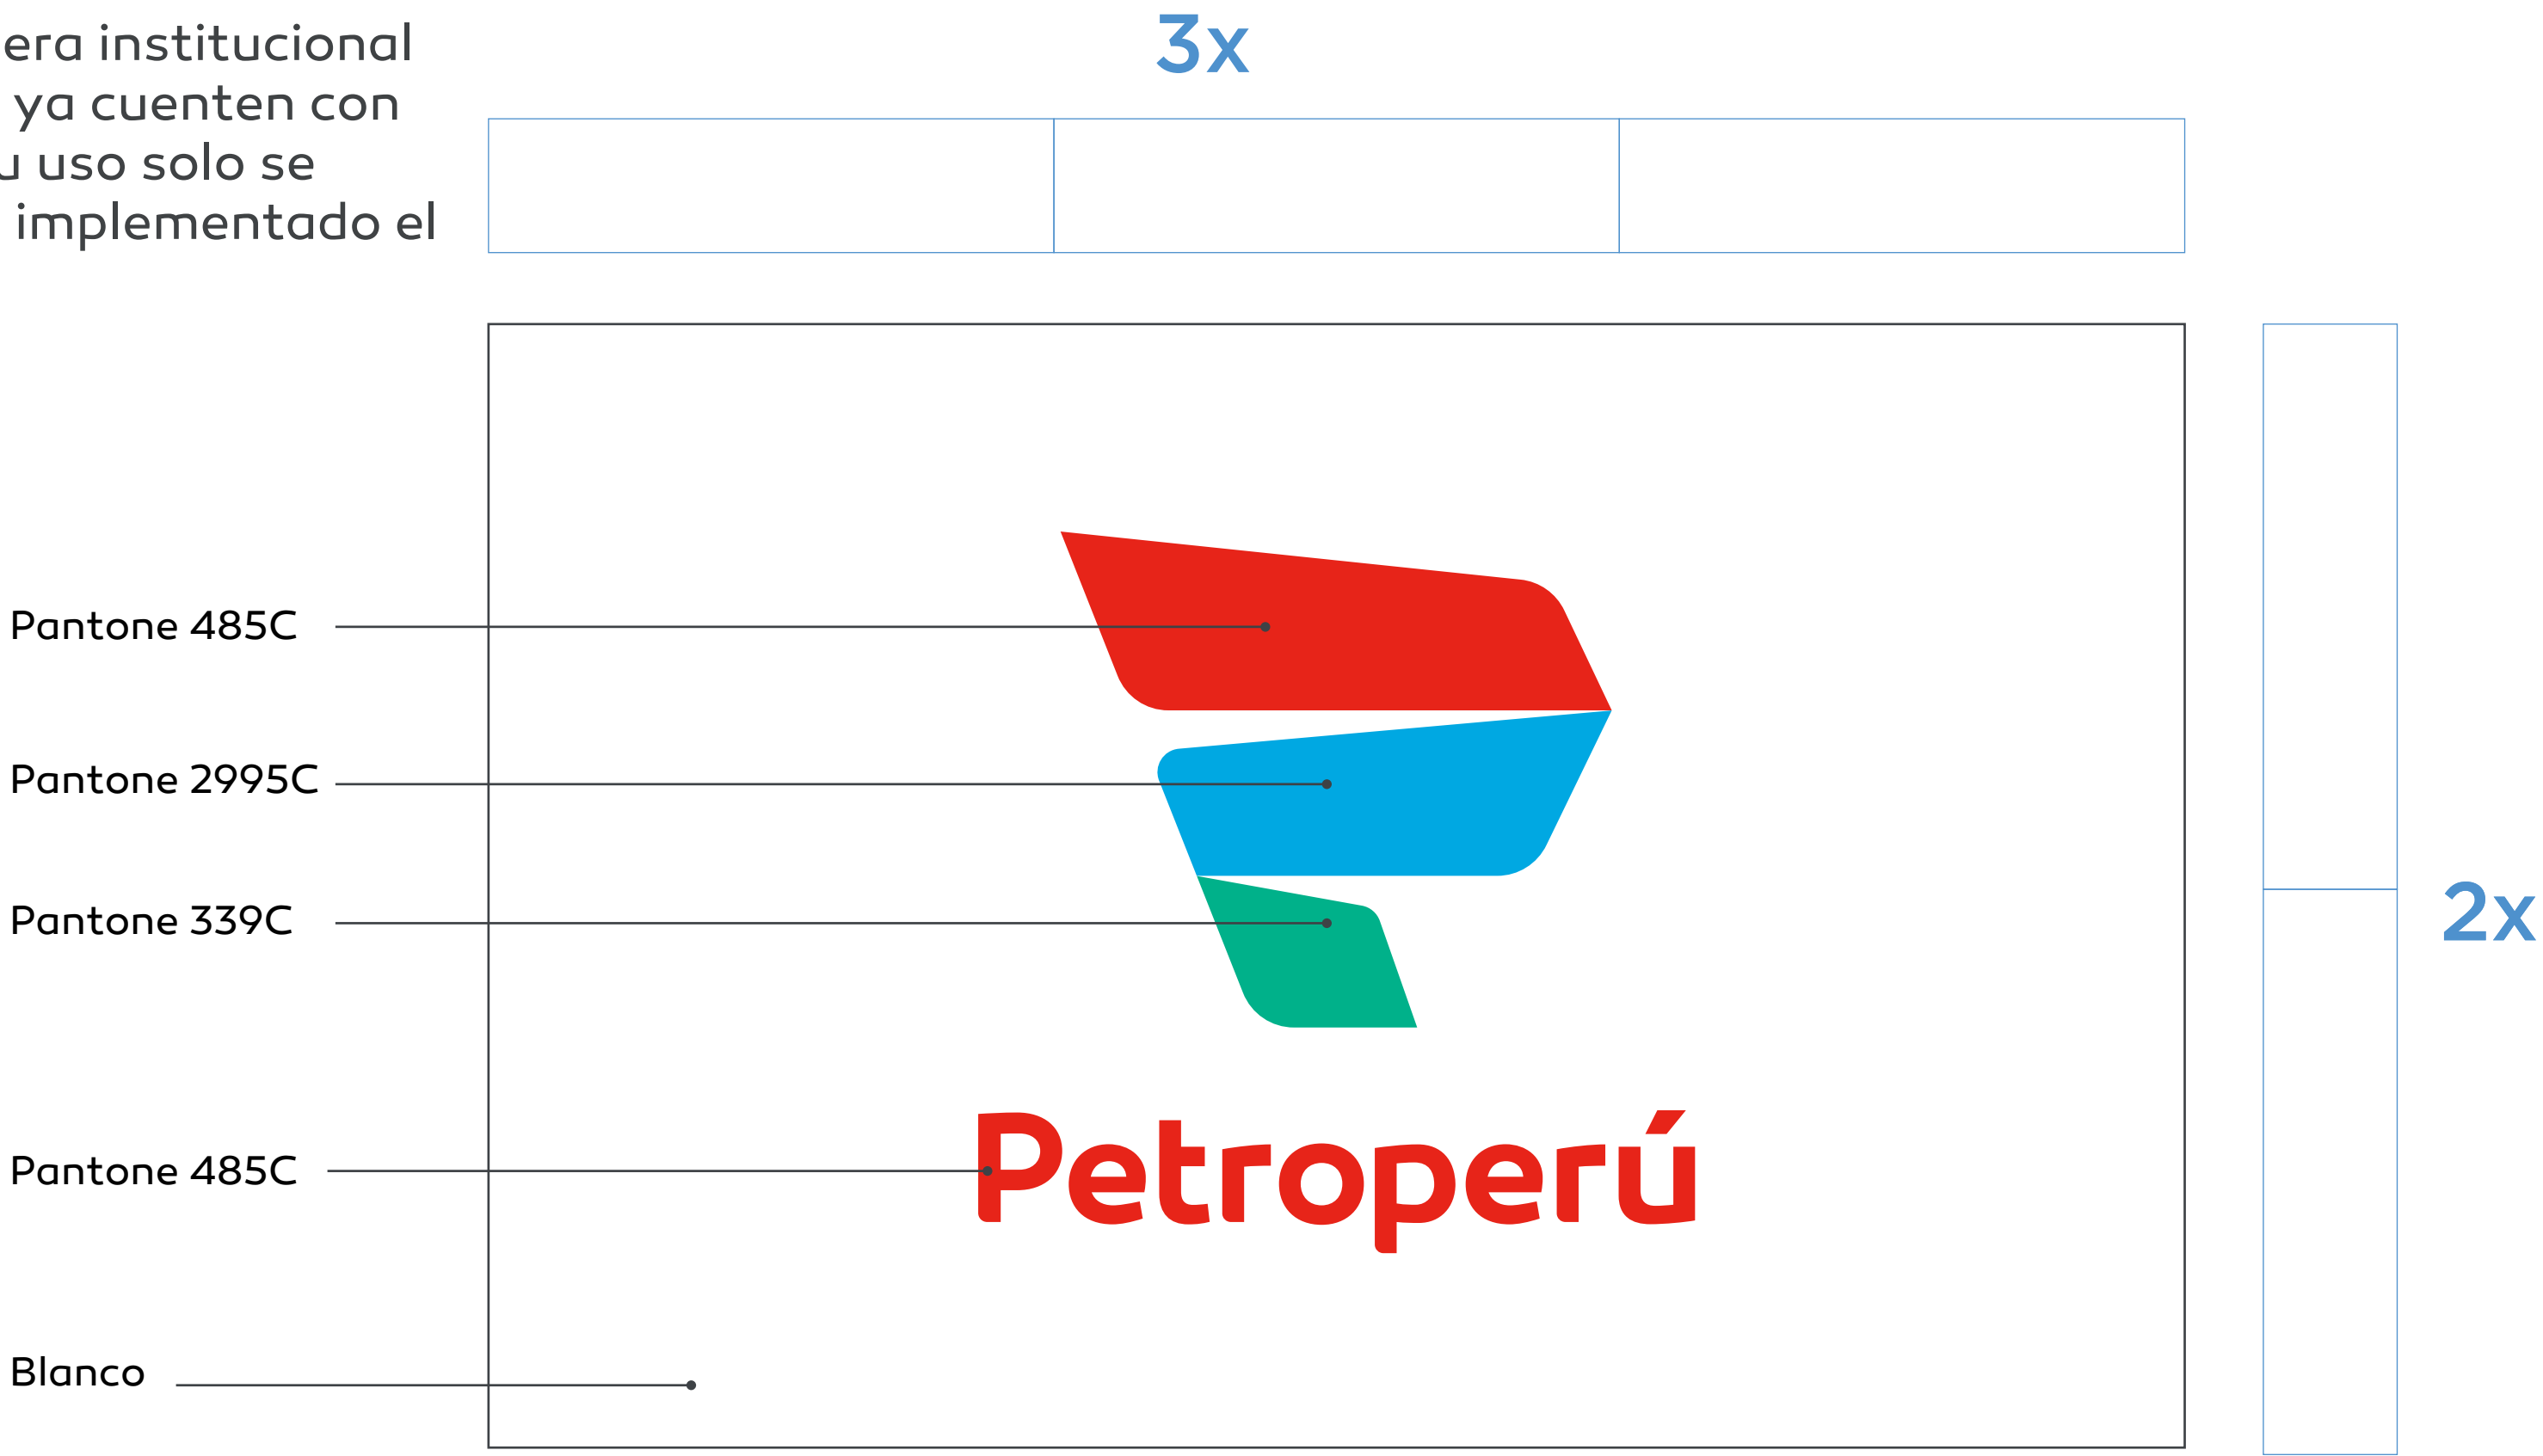 era institucional
ya cuenten con
u uso solo se
implementado el
3x
Pantone 485C
Pantone 2995C
Pantone 339C
2x
Petroperú
Pantone 485C
Blanco